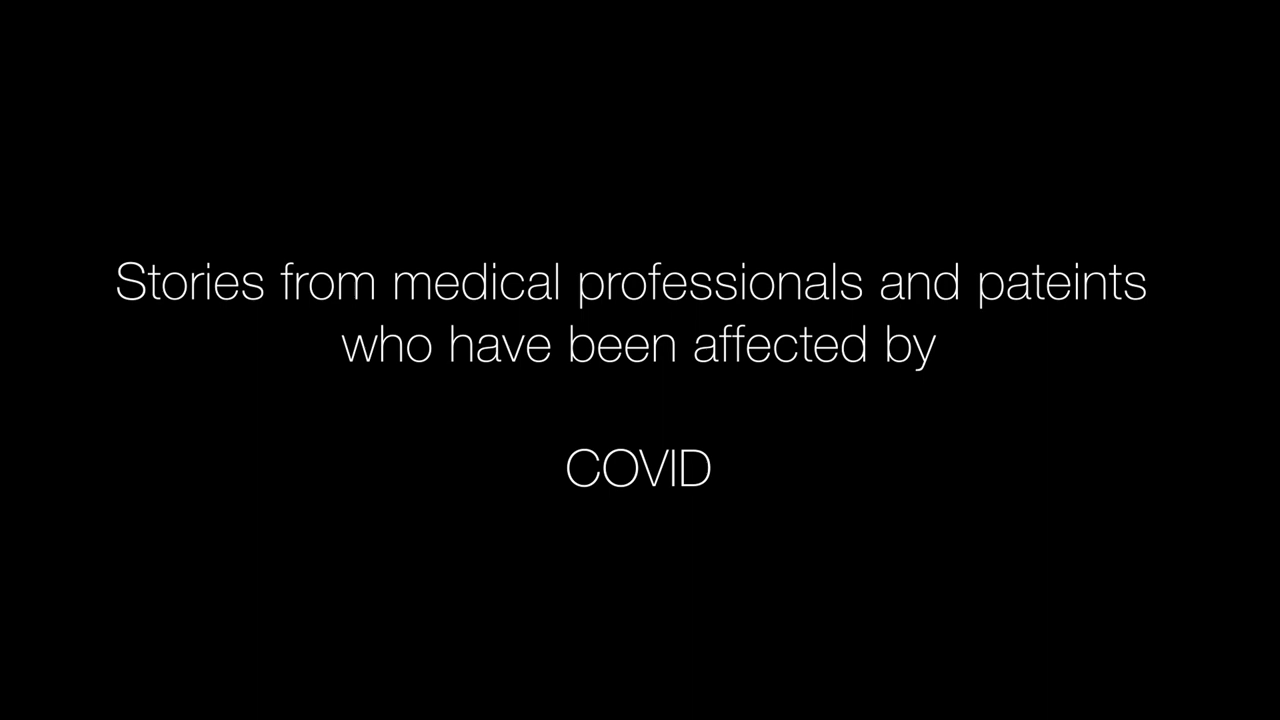 Stories from medical professionals and pateints
who have been affected by
COVID